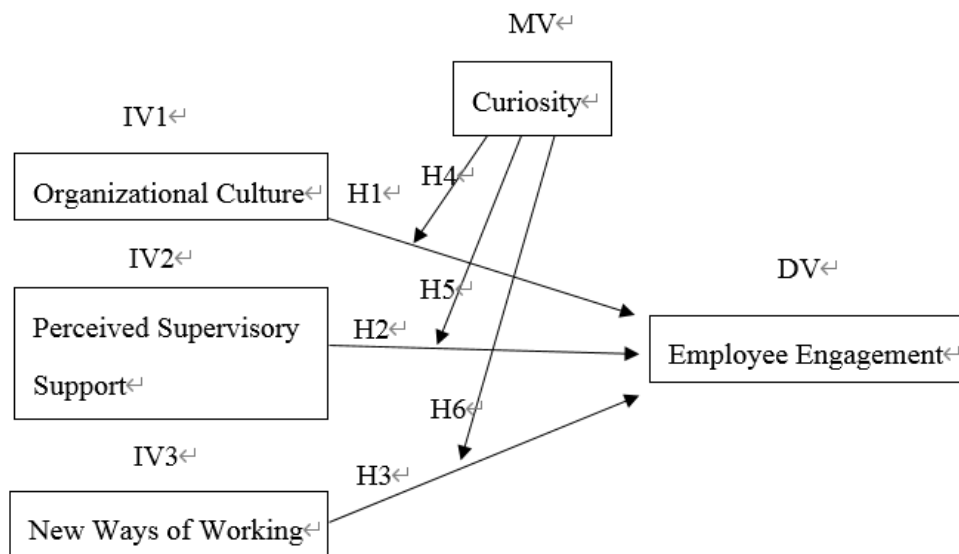 MV↵
Curiosity↵
IV1↵
Organizational Culture↵
H1↵
H4↵
IV2↵
DV↵
H5↵
Perceived Supervisory
Support↵
H2↵
Employee Engagement↵
H6↵
IV3↵
H3↵
New Ways of Working↵